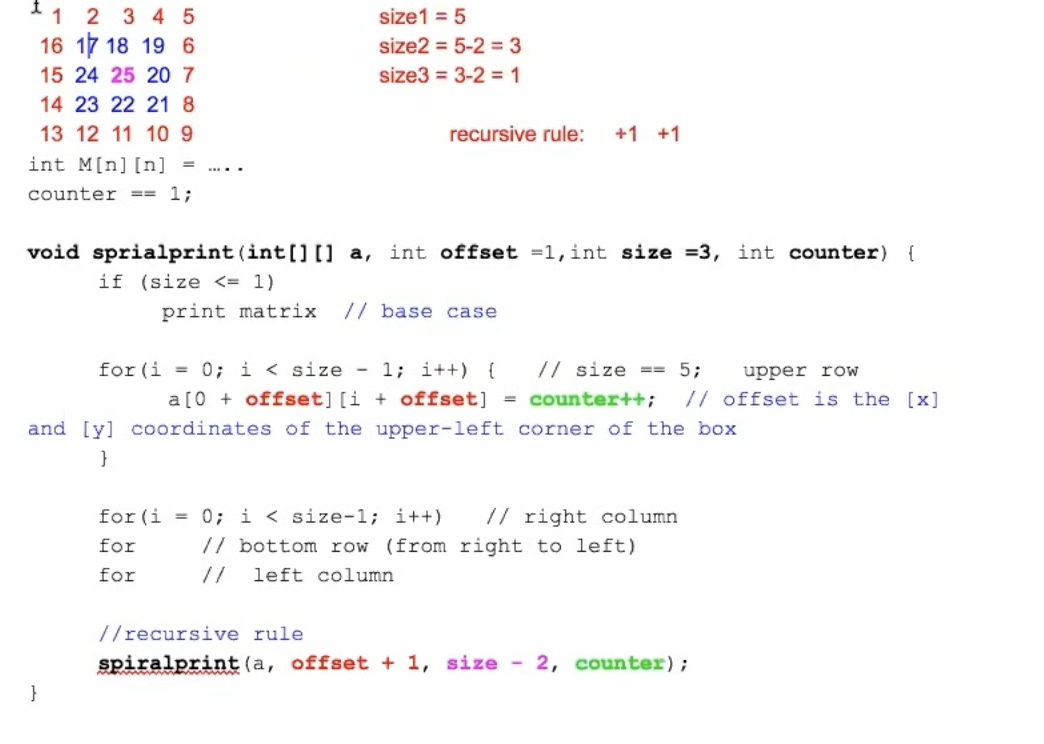 1 2 3 4 5 size1 = 5
16 17 18 19 6 size2 = 5-2 = 3
15 24 25 20 7 size3 = 3-2 = 1
14 23 22 21 8
13 12 11 10 9 recursive rule: +1 +1
int M[n][n] = …..
counter == 1;
void sprialprint(int[][] a, int offset =1,int size =3, int counter) {
if (size <= 1)
print matrix // base case
for(i = 0; i < size - 1; i++) { // size == 5; upper row
a[0 + offset][i + offset] = counter++; // offset is the [x]
and [y] coordinates of the upper-left corner of the box
}
for(i = 0; i < size-1; i++) // right column
for // bottom row (from right to left)
for // left column
//recursive rule
spiralprint(a, offset + 1, size - 2, counter);
}